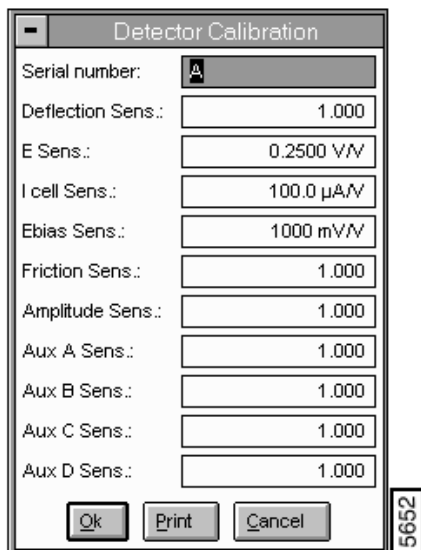 Detector Calibration
Serial number: A
Deflection Sens.: 1.000
E Sens.: 0.2500 V/V
I cell Sens.: 100.0 µA/V
Ebias Sens.: 1000 mV/V
Friction Sens.: 1.000
Amplitude Sens.: 1.000
Aux A Sens.: 1.000
Aux B Sens.: 1.000
Aux C Sens.: 1.000
Aux D Sens.: 1.000
Ok Print Cancel
5652